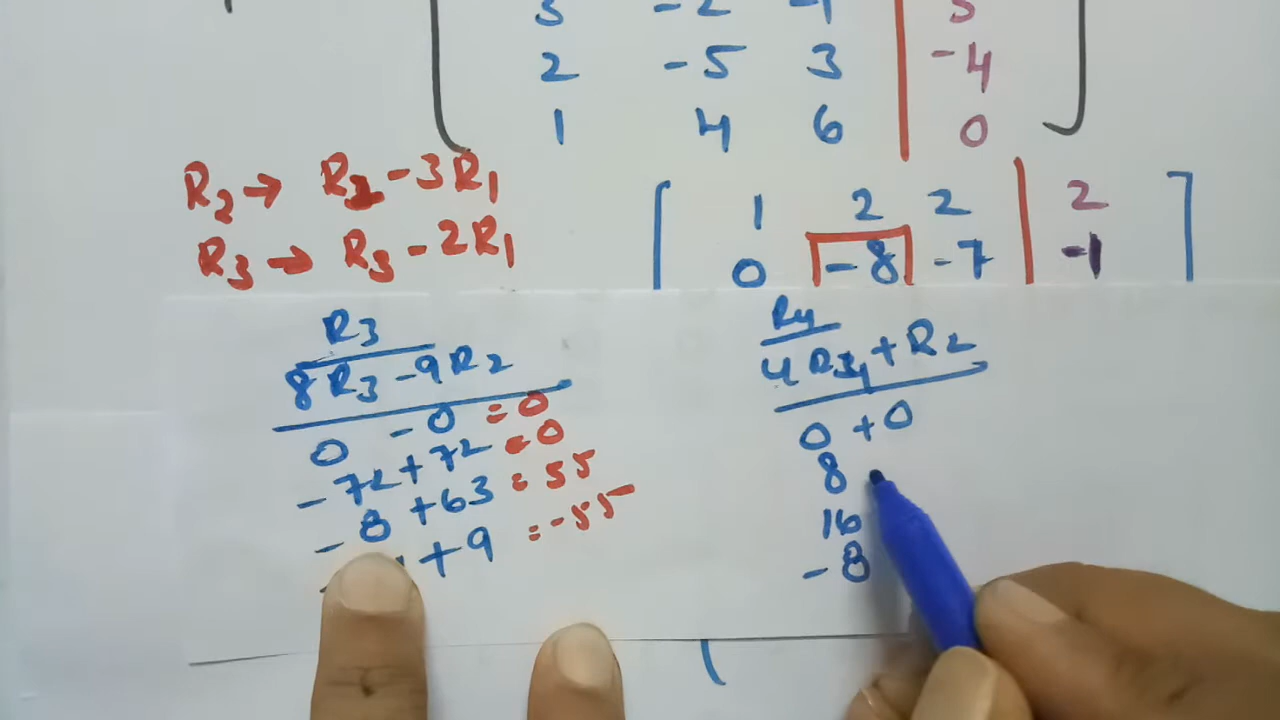 3 -2 -1 | 5
2 -5 3 | -4
1 4 6 | 0
R2 → R2 - 3R1
R3 → R3 - 2R1
1 2 2 | 2
0 -8 -7 | -1
R3
8R3 - 9R2
0 - 0 = 0
-72 + 72 = 0
-8 + 63 = 55
+ 9 = -55
R4
4R4 + R2
0 + 0
8
16
-8